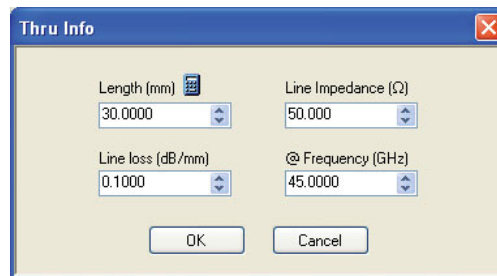 Thru Info
Length (mm) Line Impedance (Ω)
30.0000 50.000
Line loss (dB/mm) @ Frequency (GHz)
0.1000 45.0000
OK Cancel